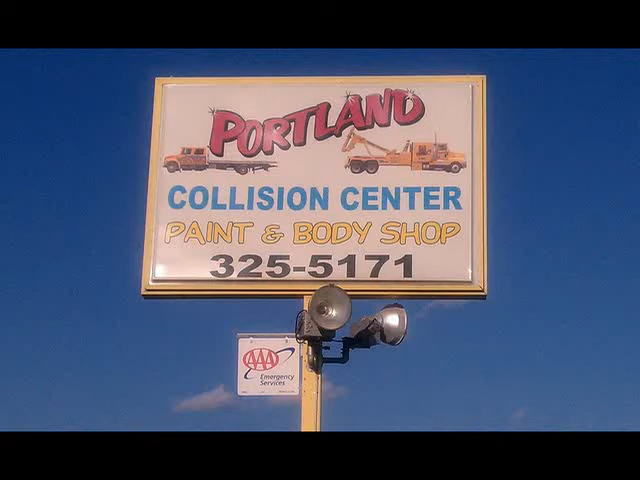 PORTLAND
COLLISION CENTER
PAINT & BODY SHOP
325-5171
AAA
Emergency
Services